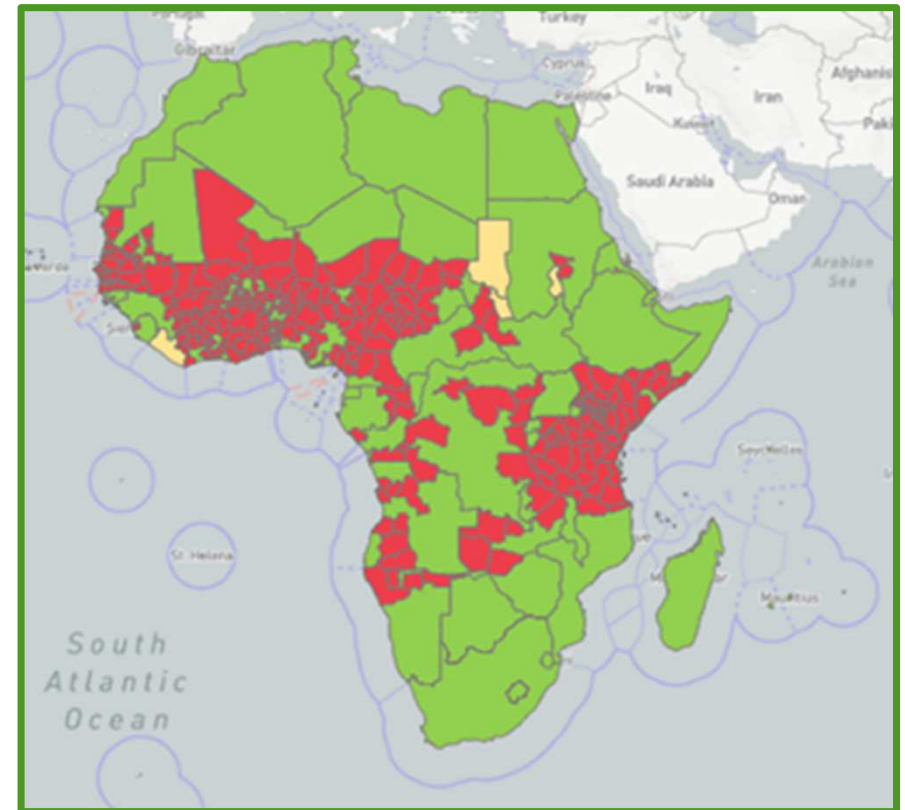 Portugal
Turkey
Gibraltar
Cyprus
Afghanis
Palestine
Iraq
Iran
Kuwait
Paki
Saudi Arabia
Oman
Arabian
Sea
Seychelles
St. Helena
Mauritius
South
Atlantic
Ocean